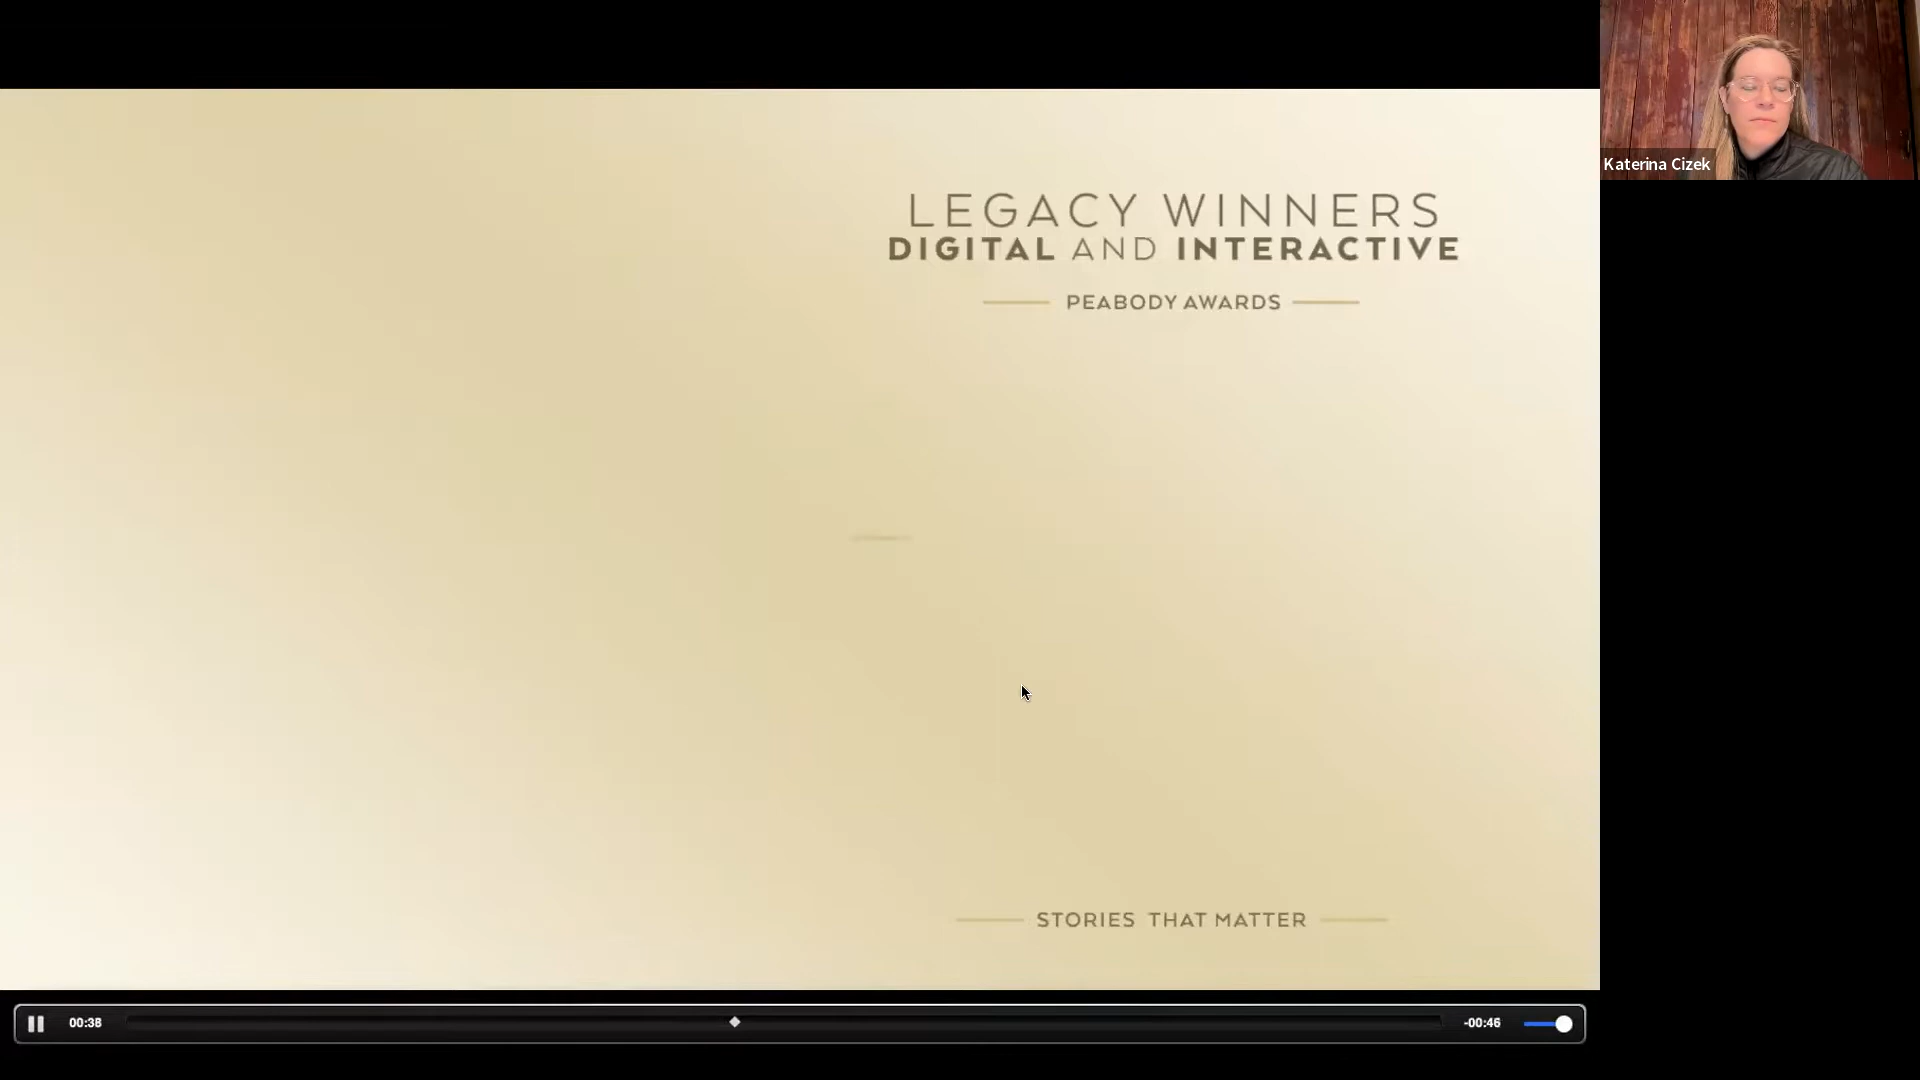 LEGACY WINNERS
DIGITAL AND INTERACTIVE
PEABODY AWARDS
Katerina Cizek
STORIES THAT MATTER
00:38
-00:46